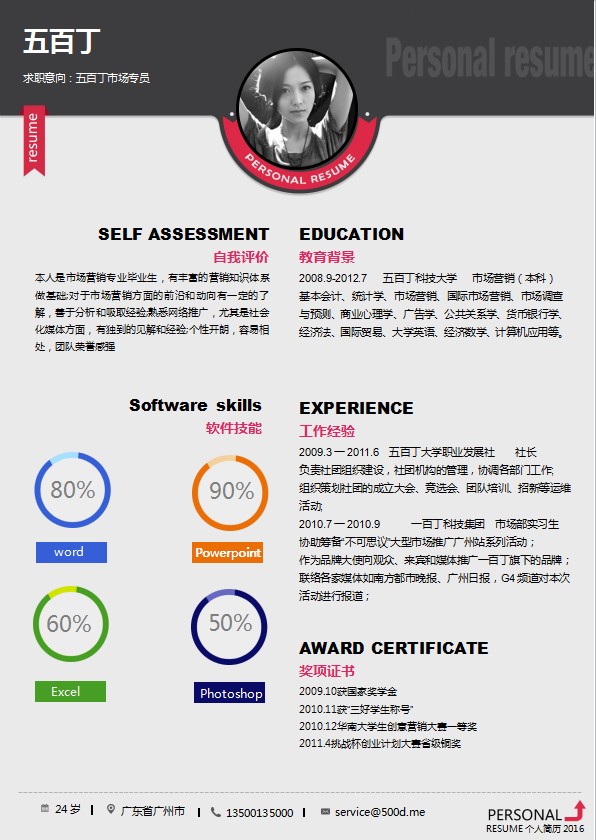 五百丁
求职意向：五百丁市场专员
Personal resume
resume
PERSONAL RESUME
SELF ASSESSMENT
自我评价
本人是市场营销专业毕业生，有丰富的营销知识体系
做基础;对于市场营销方面的前沿和动向有一定的了
解，善于分析和吸取经验;熟悉网络推广，尤其是社会
化媒体方面，有独到的见解和经验;个性开朗，容易相
处，团队荣誉感强
EDUCATION
教育背景
2008.9-2012.7 五百丁科技大学 市场营销（本科）
基本会计、统计学、市场营销、国际市场营销、市场调查
与预测、商业心理学、广告学、公共关系学、货币银行学、
经济法、国际贸易、大学英语、经济数学、计算机应用等。
Software skills
软件技能
80%
90%
word
Powerpoint
60%
50%
Excel
Photoshop
EXPERIENCE
工作经验
2009.3 — 2011.6 五百丁大学职业发展社 社长
负责社团组织建设，社团机构的管理，协调各部门工作;
组织策划社团的成立大会、竞选会、团队培训、招新等运维
活动;
2010.7 — 2010.9 一百丁科技集团 市场部实习生
协助筹备“不可思议”大型市场推广广州站系列活动；
作为品牌大使向观众、来宾和媒体推广一百丁旗下的品牌；
联络各家媒体如南方都市晚报、广州日报，G4 频道对本次
活动进行报道；
AWARD CERTIFICATE
奖项证书
2009.10获国家奖学金
2010.11获“三好学生称号”
2010.12华南大学生创意营销大赛一等奖
2011.4挑战杯创业计划大赛省级铜奖
24 岁
广东省广州市
13500135000
service@500d.me
PERSONAL
RESUME 个人简历 2016